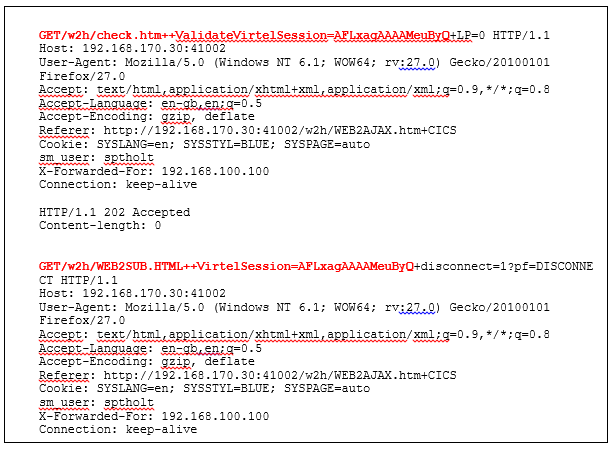 GET/w2h/check.htm++ValidateVirtelSession=AFLxagAAAAMeuByQ+LP=0 HTTP/1.1
Host: 192.168.170.30:41002
User-Agent: Mozilla/5.0 (Windows NT 6.1; WOW64; rv:27.0) Gecko/20100101
Firefox/27.0
Accept: text/html,application/xhtml+xml,application/xml;q=0.9,*/*;q=0.8
Accept-Language: en-gb,en;q=0.5
Accept-Encoding: gzip, deflate
Referer: http://192.168.170.30:41002/w2h/WEB2AJAX.htm+CICS
Cookie: SYSLANG=en; SYSSTYL=BLUE; SYSPAGE=auto
sm_user: sptholt
X-Forwarded-For: 192.168.100.100
Connection: keep-alive
HTTP/1.1 202 Accepted
Content-length: 0
GET/w2h/WEB2SUB.HTML++VirtelSession=AFLxagAAAAMeuByQ+disconnect=1?pf=DISCONNE
CT HTTP/1.1
Host: 192.168.170.30:41002
User-Agent: Mozilla/5.0 (Windows NT 6.1; WOW64; rv:27.0) Gecko/20100101
Firefox/27.0
Accept: text/html,application/xhtml+xml,application/xml;q=0.9,*/*;q=0.8
Accept-Language: en-gb,en;q=0.5
Accept-Encoding: gzip, deflate
Referer: http://192.168.170.30:41002/w2h/WEB2AJAX.htm+CICS
Cookie: SYSLANG=en; SYSSTYL=BLUE; SYSPAGE=auto
sm_user: sptholt
X-Forwarded-For: 192.168.100.100
Connection: keep-alive